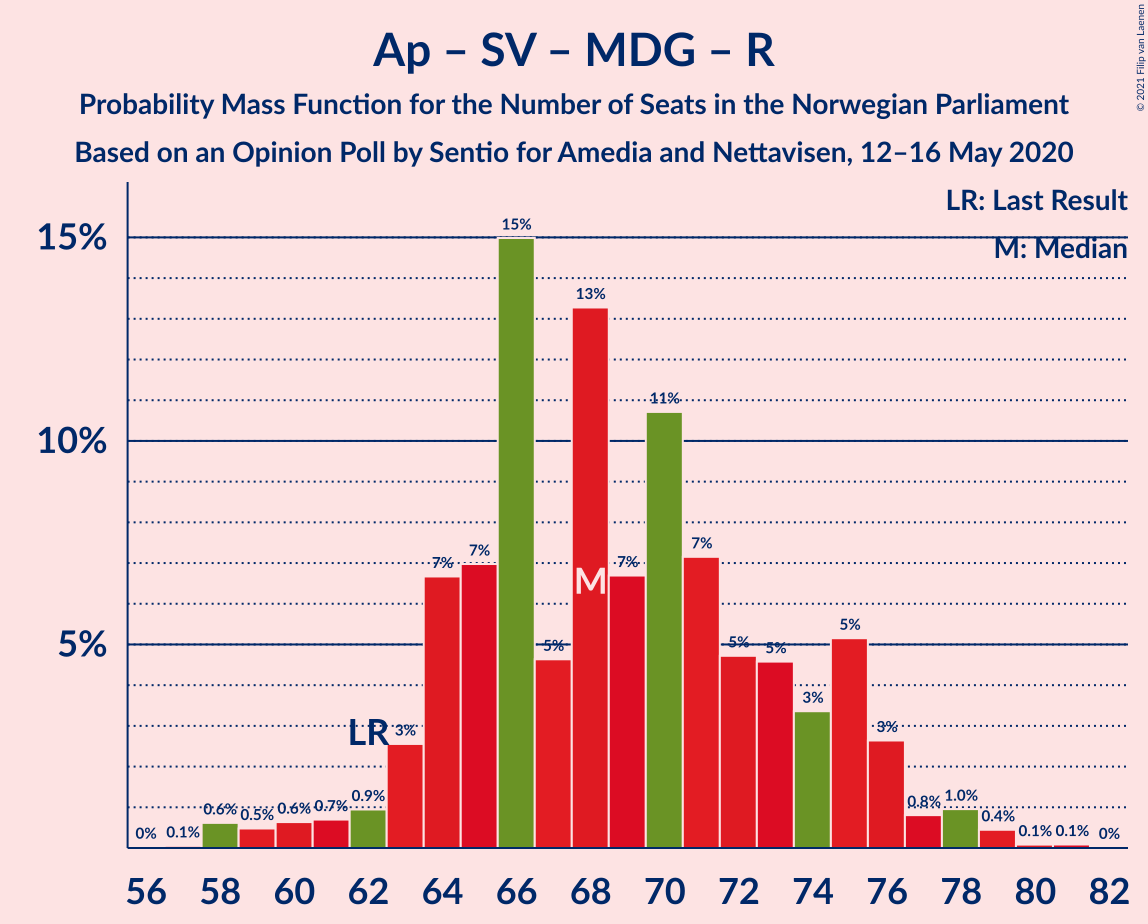 © 2021 Filip van Laenen
Ap – SV – MDG – R
Probability Mass Function for the Number of Seats in the Norwegian Parliament
Based on an Opinion Poll by Sentio for Amedia and Nettavisen, 12–16 May 2020
LR: Last Result
M: Median
15%
10%
5%
0% 0.1% 0.6% 0.5% 0.6% 0.7% 0.9% 3% 7% 7% 15% 5% 13% 7% 11% 7% 5% 5% 3% 5% 3% 0.8% 1.0% 0.4% 0.1% 0.1% 0%
LR
M
56 58 60 62 64 66 68 70 72 74 76 78 80 82